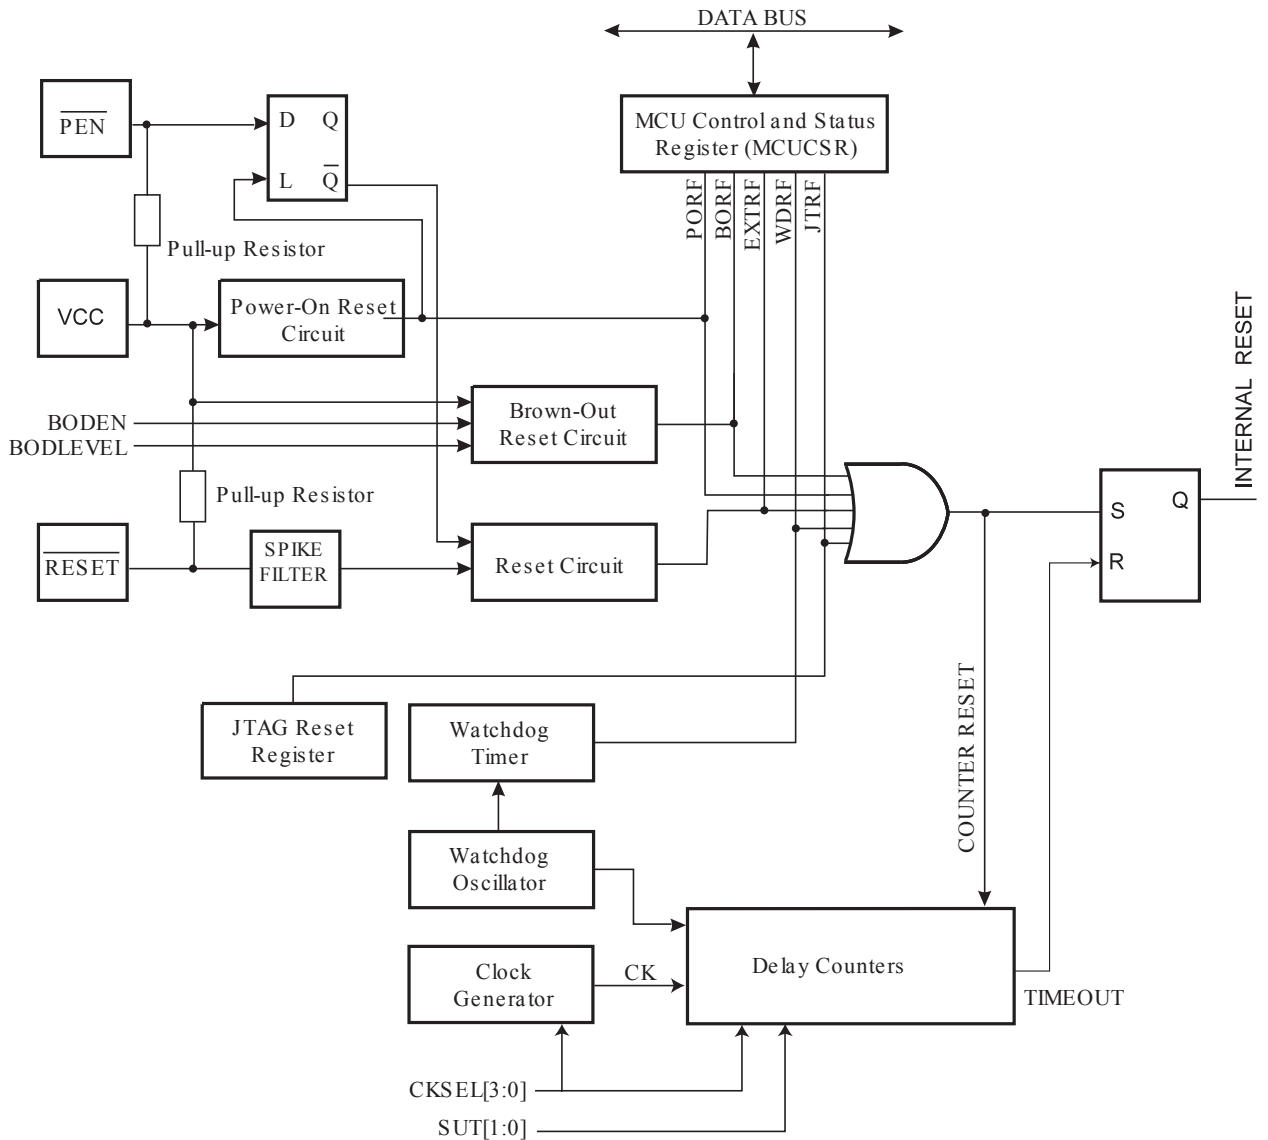 DATA BUS
PEN
D Q
L Q
MCU Control and Status
Register (MCUCSR)
PORF
BORF
EXTRF
WDRF
JTRF
Pull-up Resistor
VCC
Power-On Reset
Circuit
BODEN
BODLEVEL
Brown-Out
Reset Circuit
Pull-up Resistor
RESET
SPIKE
FILTER
Reset Circuit
S Q
R
INTERNAL RESET
JTAG Reset
Register
Watchdog
Timer
COUNTER RESET
Watchdog
Oscillator
Clock
Generator
CK
Delay Counters
TIMEOUT
CKSEL[3:0]
SUT[1:0]